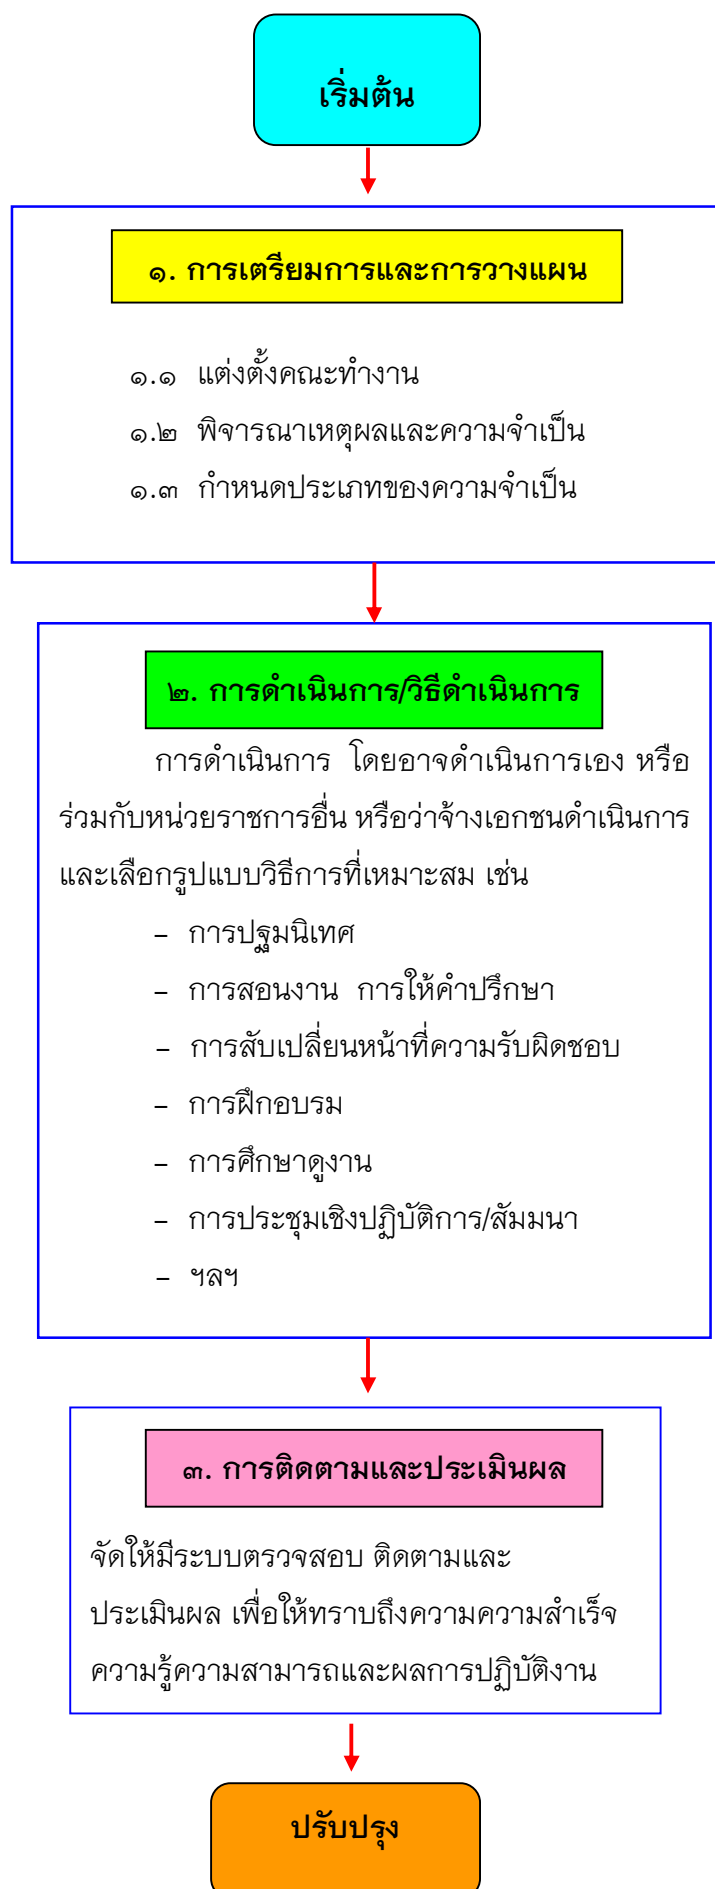 เริ่มต้น
๑. การเตรียมการและการวางแผน
๑.๑ แต่งตั้งคณะทำงาน
๑.๒ พิจารณาเหตุผลและความจำเป็น
๑.๓ กำหนดประเภทของความจำเป็น
๒. การดำเนินการ/วิธีดำเนินการ
การดำเนินการ โดยอาจดำเนินการเอง หรือ
ร่วมกับหน่วยราชการอื่น หรือว่าจ้างเอกชนดำเนินการ
และเลือกรูปแบบวิธีการที่เหมาะสม เช่น
- การปฐมนิเทศ
- การสอนงาน การให้คำปรึกษา
- การสับเปลี่ยนหน้าที่ความรับผิดชอบ
- การฝึกอบรม
- การศึกษาดูงาน
- การประชุมเชิงปฏิบัติการ/สัมมนา
- ฯลฯ
๓. การติดตามและประเมินผล
จัดให้มีระบบตรวจสอบ ติดตามและ
ประเมินผล เพื่อให้ทราบถึงความความสำเร็จ
ความรู้ความสามารถและผลการปฏิบัติงาน
ปรับปรุง